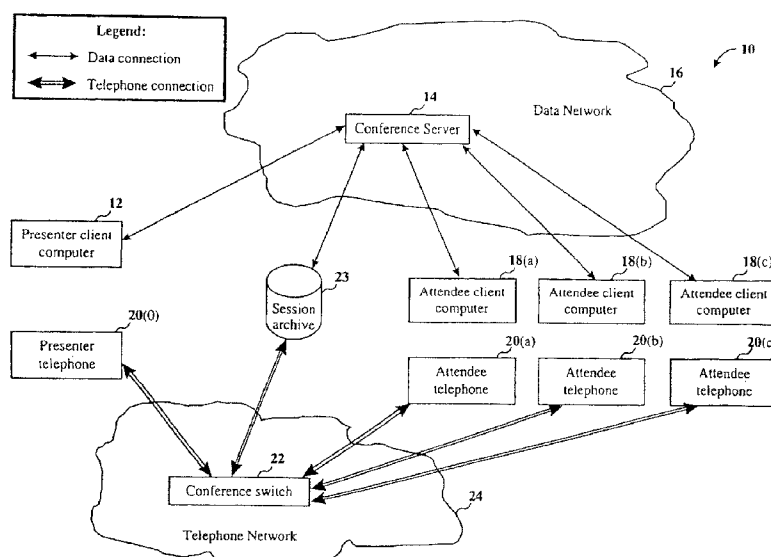 Legend:
Data connection
Telephone connection
10
16
14
Conference Server
Data Network
12
Presenter client
computer
23
Session
archive
18(a)
Attendee client
computer
18(b)
Attendee client
computer
18(c)
Attendee client
computer
20(0)
Presenter
telephone
20(a)
Attendee
telephone
20(b)
Attendee
telephone
20(c)
Attendee
telephone
22
Conference switch
24
Telephone Network